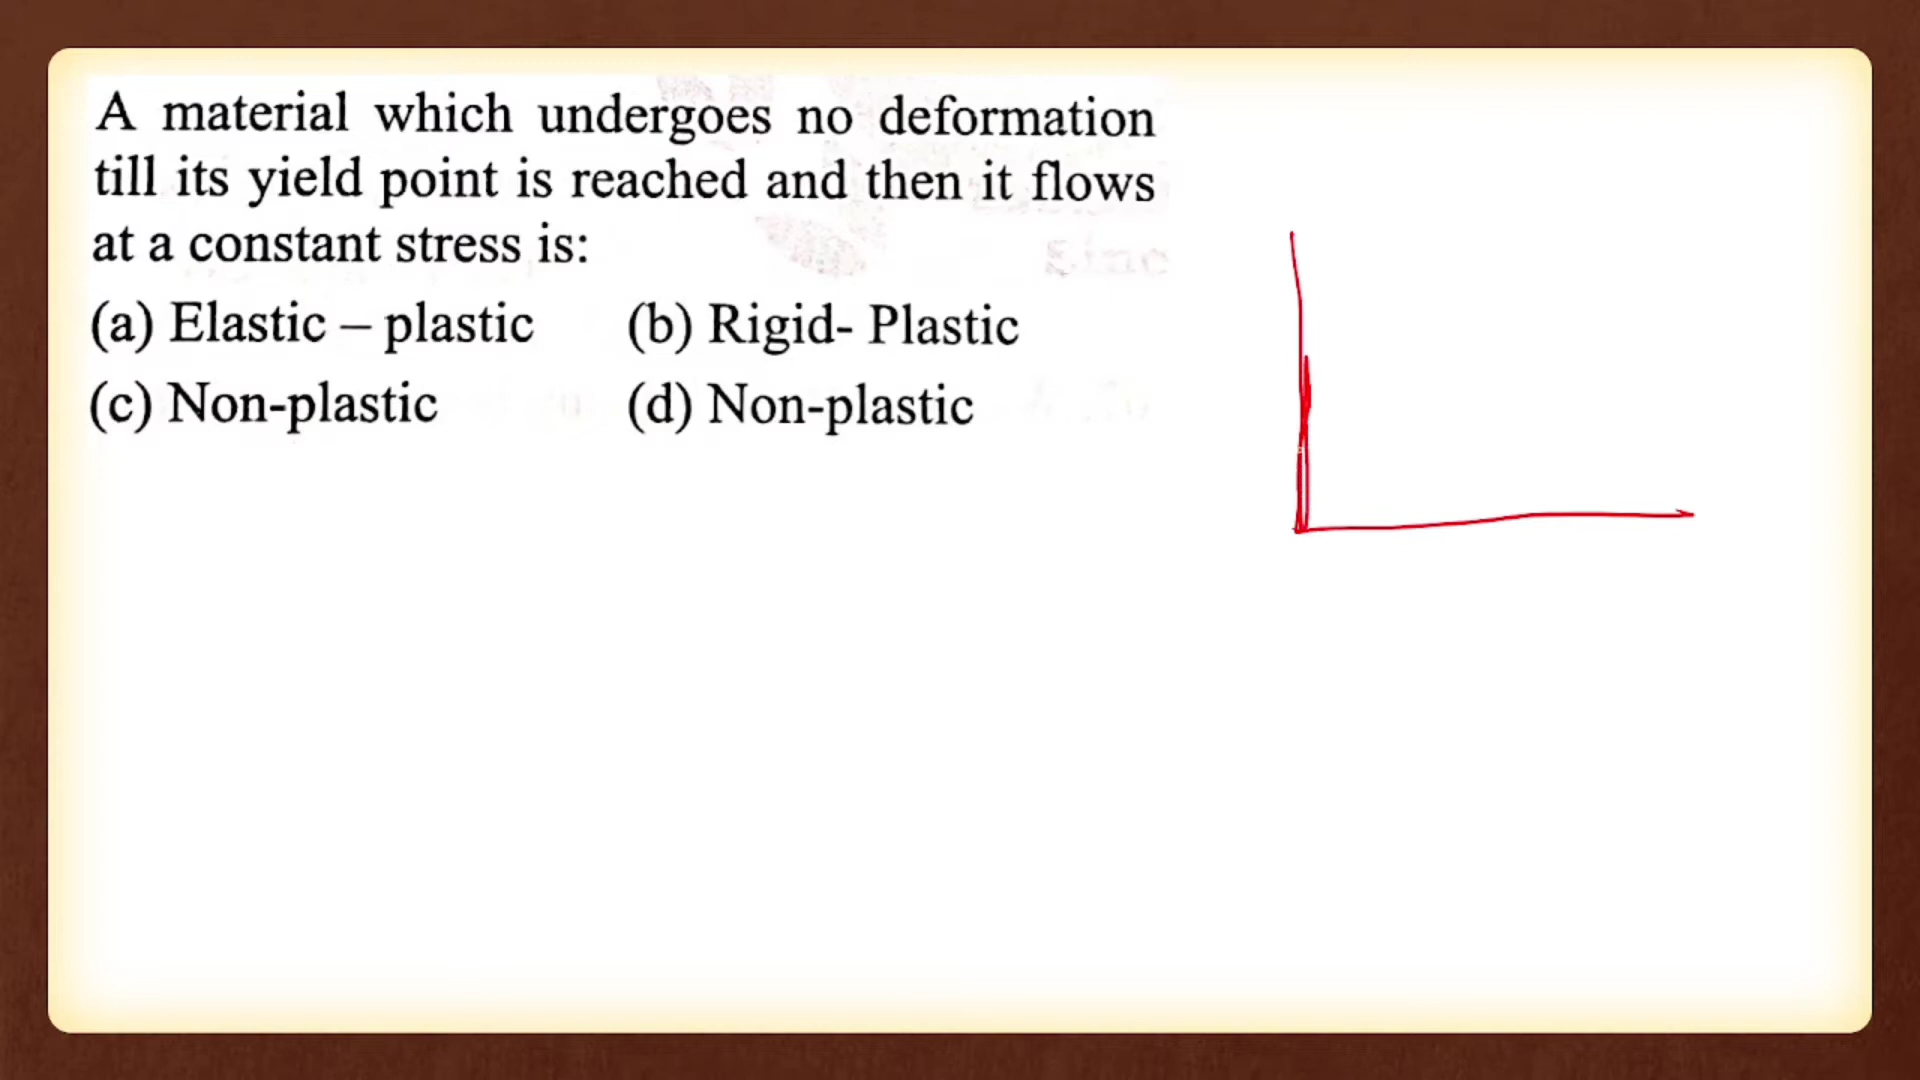 A material which undergoes no deformation
till its yield point is reached and then it flows
at a constant stress is:
(a) Elastic – plastic (b) Rigid- Plastic
(c) Non-plastic (d) Non-plastic